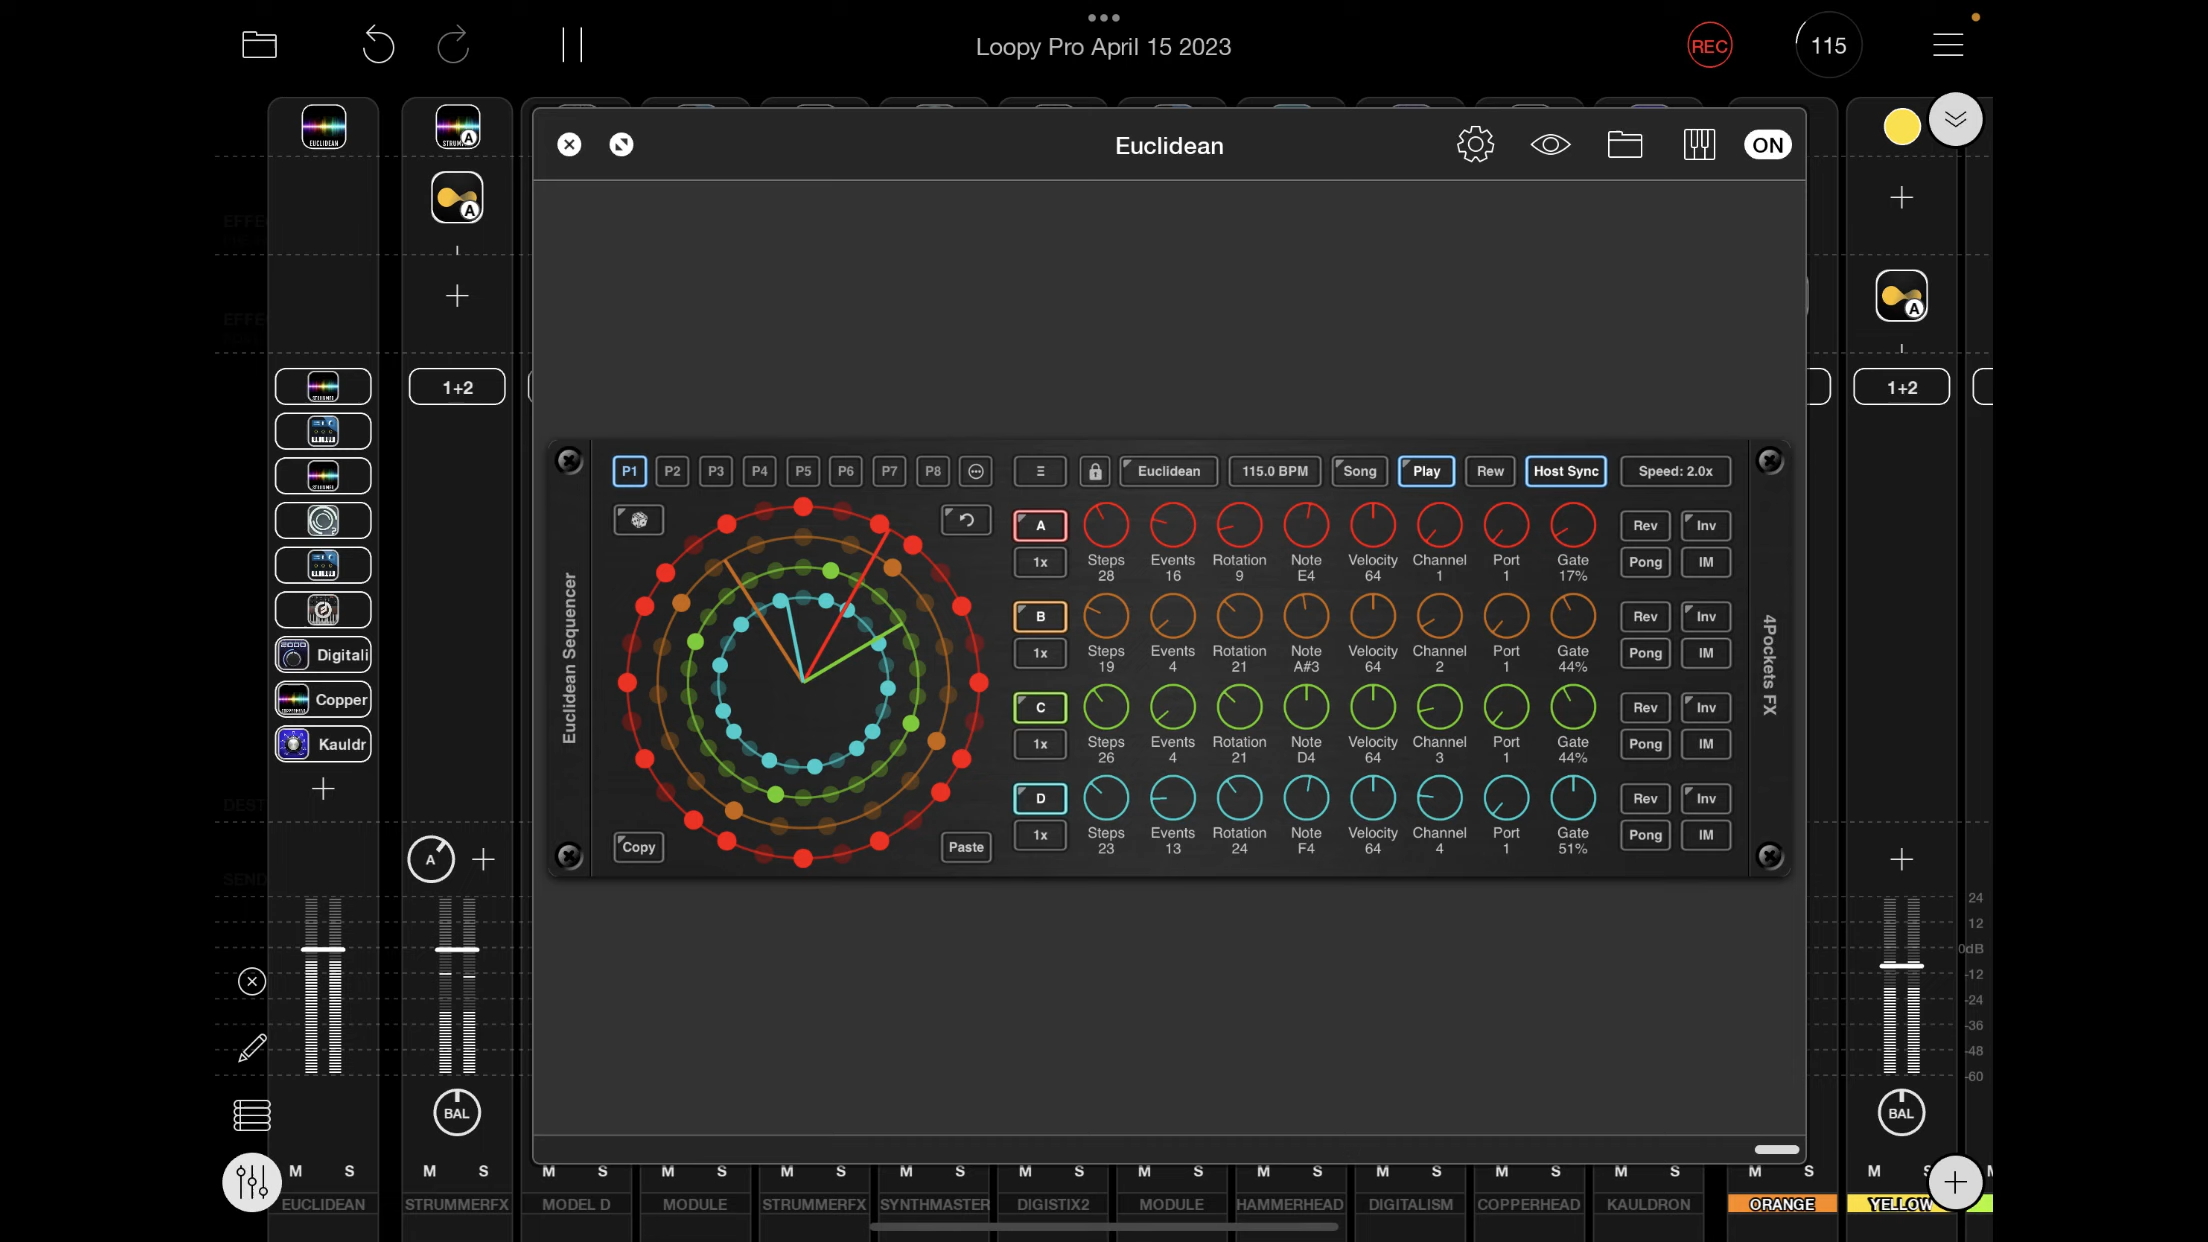 Loopy Pro April 15 2023
REC
115
EUCLIDEAN
A
Euclidean
ON
EFFE
A
EFFE
A
1+2
1+2
P1 P2 P3 P4 P5 P6 P7 P8
Euclidean
115.0 BPM
Song
Play
Rew
Host Sync
Speed: 2.0x
Euclidean Sequencer
4Pockets FX
Copy
Paste
A
1x
Steps Events Rotation Note Velocity Channel Port Gate
28 16 9 E4 64 1 1 17%
Rev Inv
Pong IM
B
1x
Steps Events Rotation Note Velocity Channel Port Gate
19 4 21 A#3 64 2 1 44%
Rev Inv
Pong IM
C
1x
Steps Events Rotation Note Velocity Channel Port Gate
26 4 21 D4 64 3 1 44%
Rev Inv
Pong IM
D
1x
Steps Events Rotation Note Velocity Channel Port Gate
23 13 24 F4 64 4 1 51%
Rev Inv
Pong IM
Digitali
Copper
Kauldr
DEST
A
SEND
24
12
0dB
-12
-24
-36
-48
-60
BAL
BAL
M S M S M S M S M S M S M S M S M S M S M S M S M S M S
EUCLIDEAN STRUMMERFX MODEL D MODULE STRUMMERFX SYNTHMASTER DIGISTIX2 MODULE HAMMERHEAD DIGITALISM COPPERHEAD KAULDRON ORANGE YELLOW